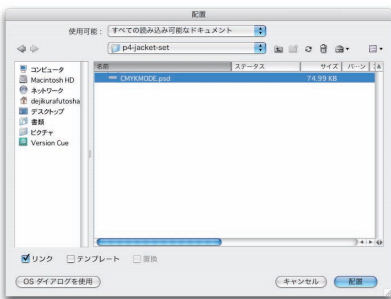 配置
使用可能： すべての読み込み可能なドキュメント
p4-jacket-set
コンピュータ
Macintosh HD
ネットワーク
dejikurafutosha
デスクトップ
書類
ピクチャ
Version Cue
名前 ステータス サイズ バージ
CMYKMODE.psd 74.99 KB
リンク テンプレート 置換
OS ダイアログを使用 キャンセル 配置